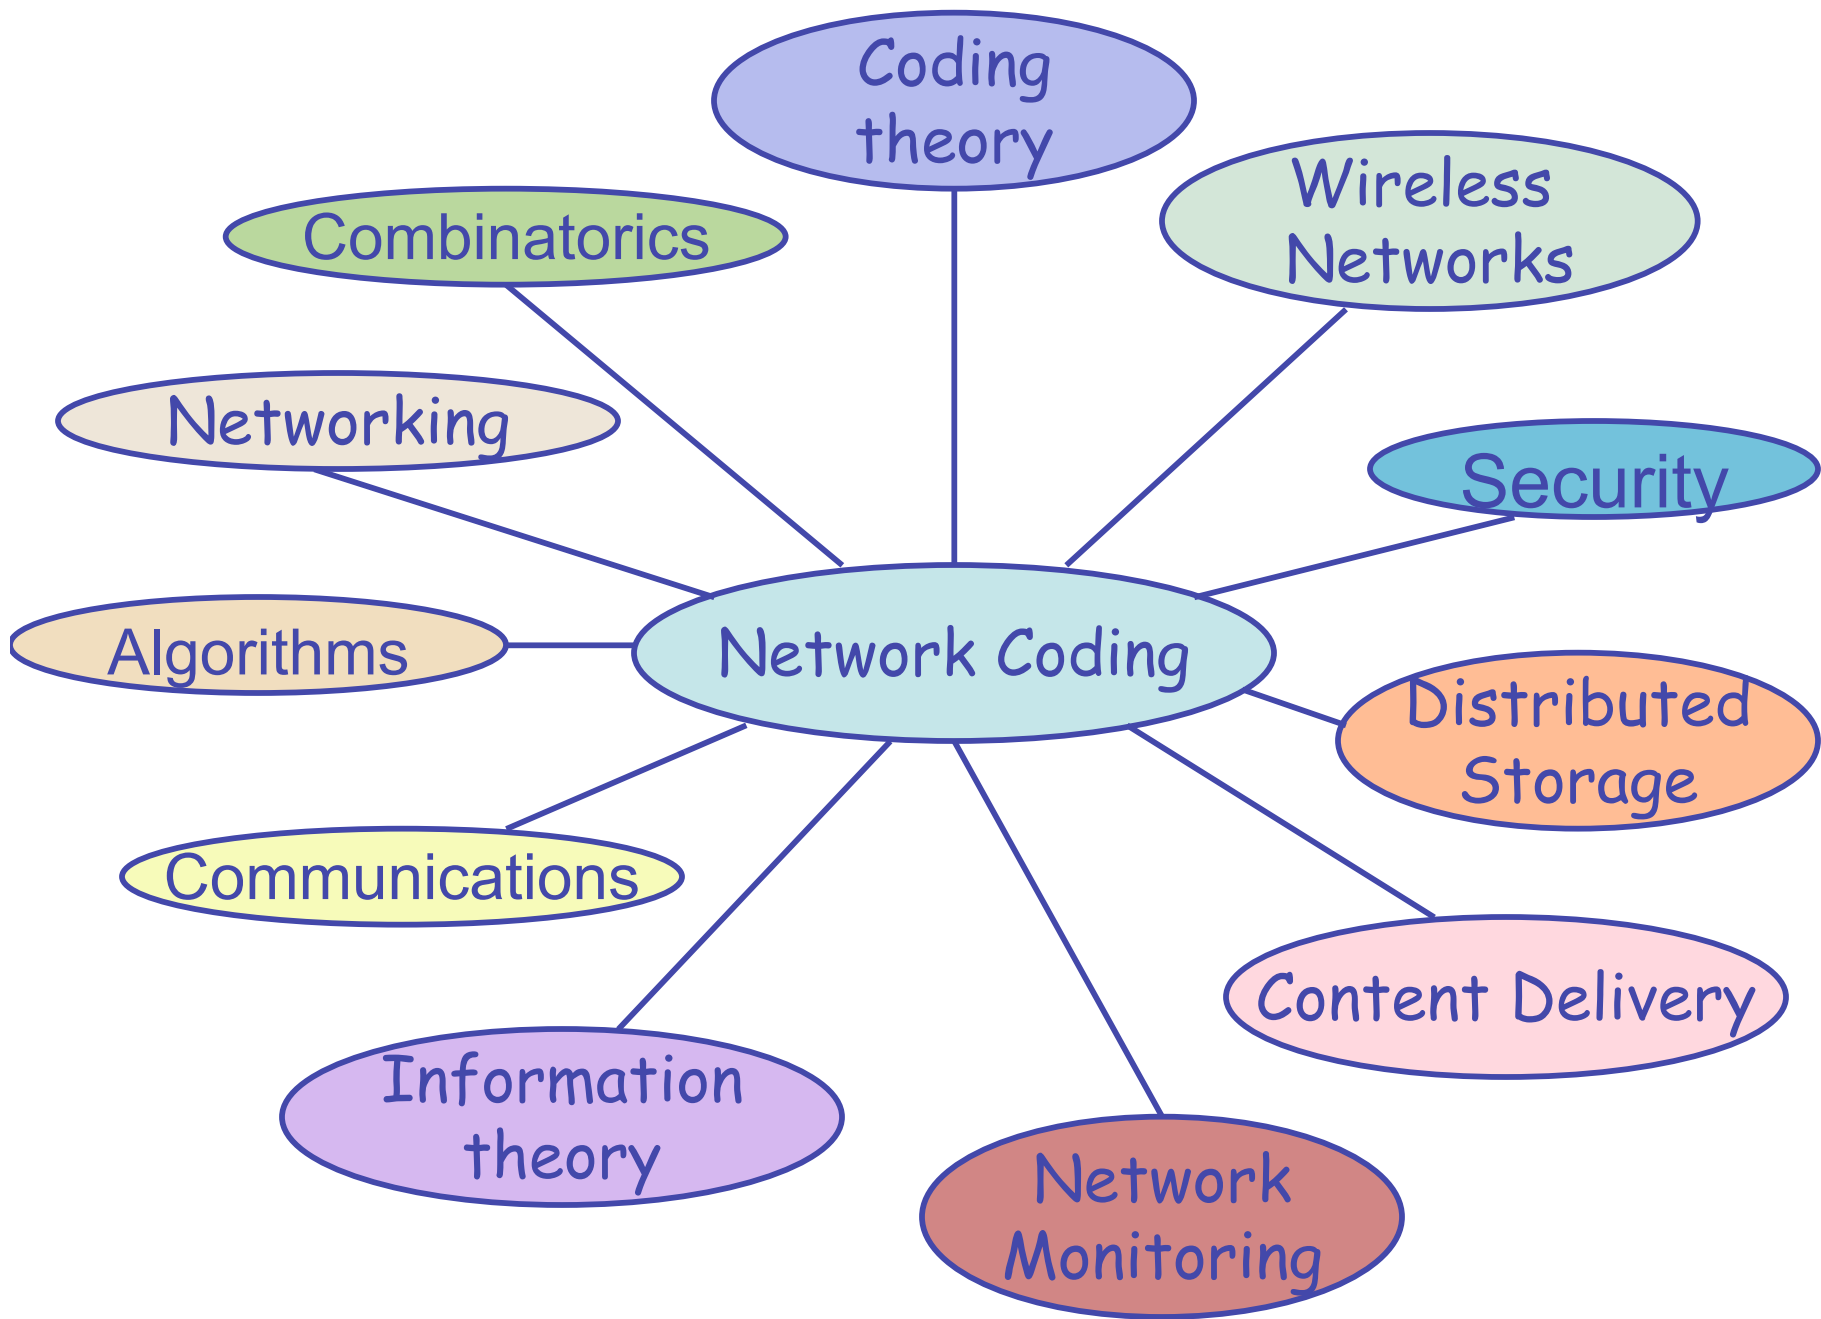 Coding
theory
Wireless
Networks
Combinatorics
Networking
Security
Algorithms
Network Coding
Distributed
Storage
Communications
Content Delivery
Information
theory
Network
Monitoring